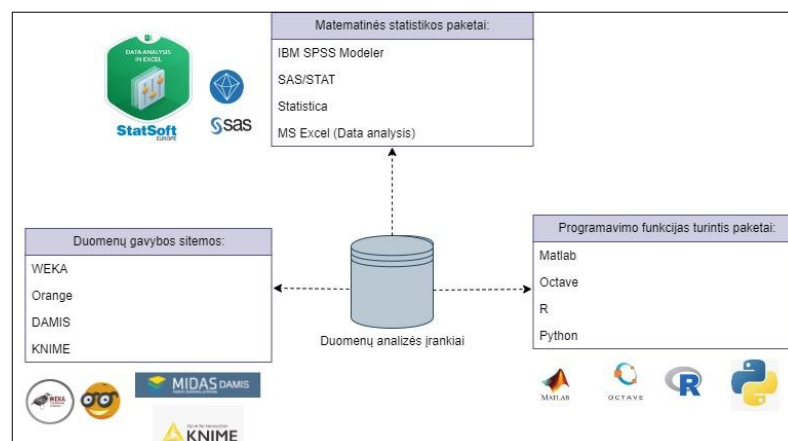 Matematinės statistikos paketai:
IBM SPSS Modeler
SAS/STAT
Statistica
MS Excel (Data analysis)
DATA ANALYSIS
IN EXCEL
StatSoft
EUROPE
sas
Duomenų gavybos sitemos:
WEKA
Orange
DAMIS
KNIME
Duomenų analizės įrankiai
Programavimo funkcijas turintis paketai:
Matlab
Octave
R
Python
WEKA
MIDAS DAMIS
KNIME
MATLAB
OCTAVE
R